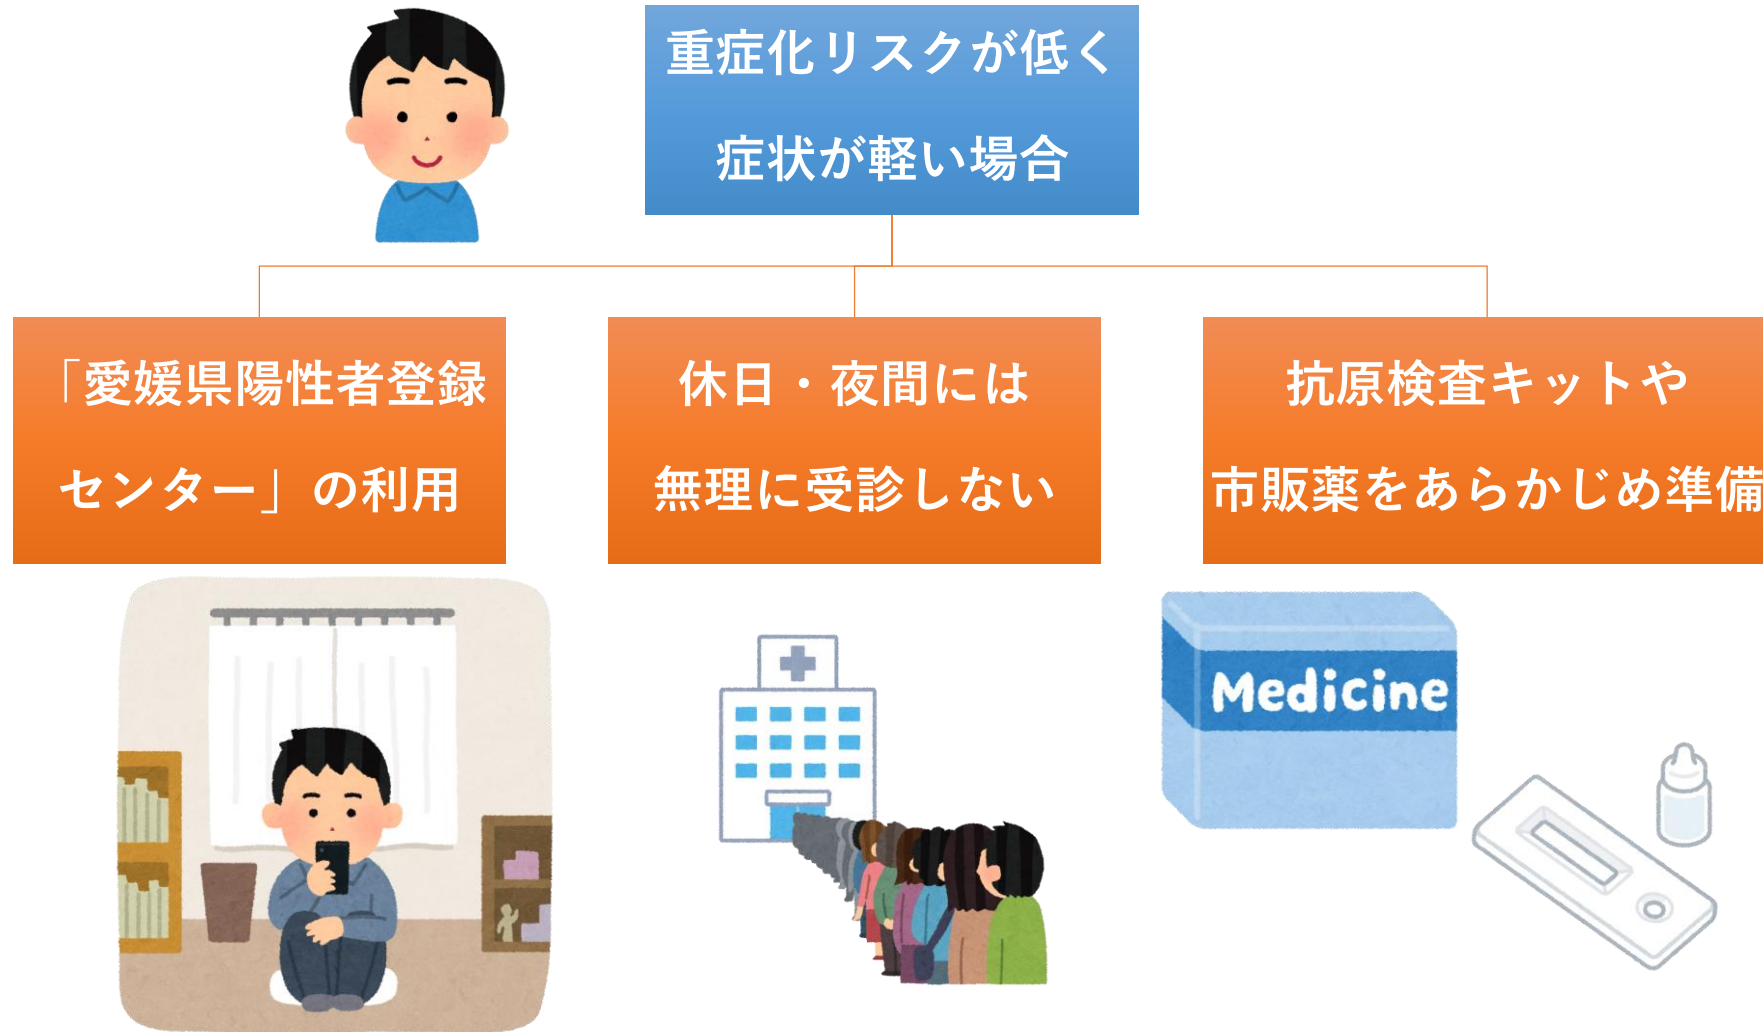 重症化リスクが低く
症状が軽い場合
「愛媛県陽性者登録
センター」の利用
休日・夜間には
無理に受診しない
抗原検査キットや
市販薬をあらかじめ準備
Medicine